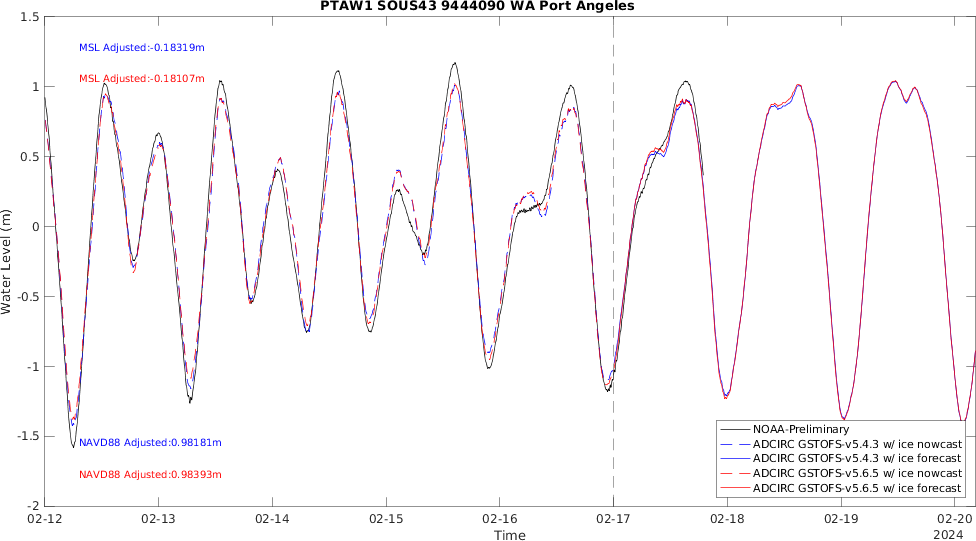 PTAW1 SOUS43 9444090 WA Port Angeles
1.5
1
0.5
0
-0.5
-1
-1.5
-2
Water Level (m)
MSL Adjusted:-0.18319m
MSL Adjusted:-0.18107m
NAVD88 Adjusted:0.98181m
NAVD88 Adjusted:0.98393m
NOAA-Preliminary
ADCIRC GSTOFS-v5.4.3 w/ ice nowcast
ADCIRC GSTOFS-v5.4.3 w/ ice forecast
ADCIRC GSTOFS-v5.6.5 w/ ice nowcast
ADCIRC GSTOFS-v5.6.5 w/ ice forecast
02-12 02-13 02-14 02-15 02-16 02-17 02-18 02-19 02-20
Time
2024